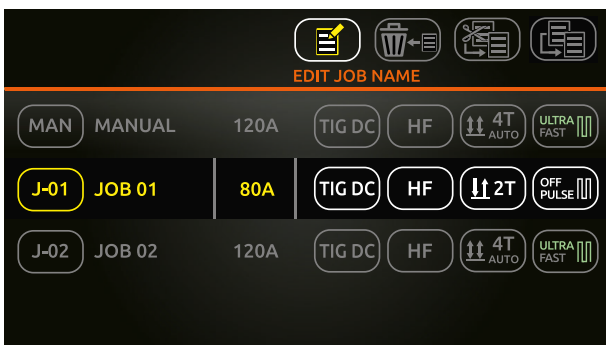 EDIT JOB NAME
MAN MANUAL 120A TIG DC HF 4T AUTO ULTRA FAST
J-01 JOB 01 80A TIG DC HF 2T OFF PULSE
J-02 JOB 02 120A TIG DC HF 4T AUTO ULTRA FAST